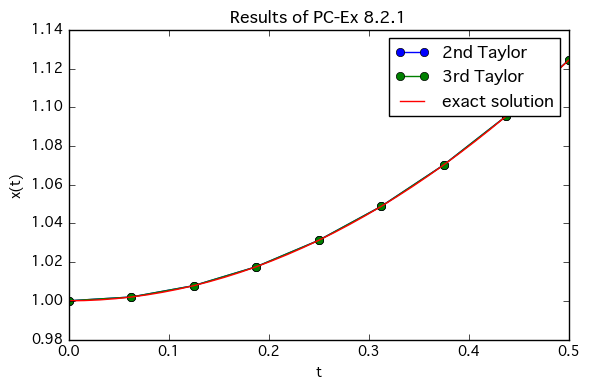 Results of PC-Ex 8.2.1
1.14
1.12
1.10
1.08
1.06
1.04
1.02
1.00
0.98
x(t)
2nd Taylor
3rd Taylor
exact solution
0.0 0.1 0.2 0.3 0.4 0.5
t